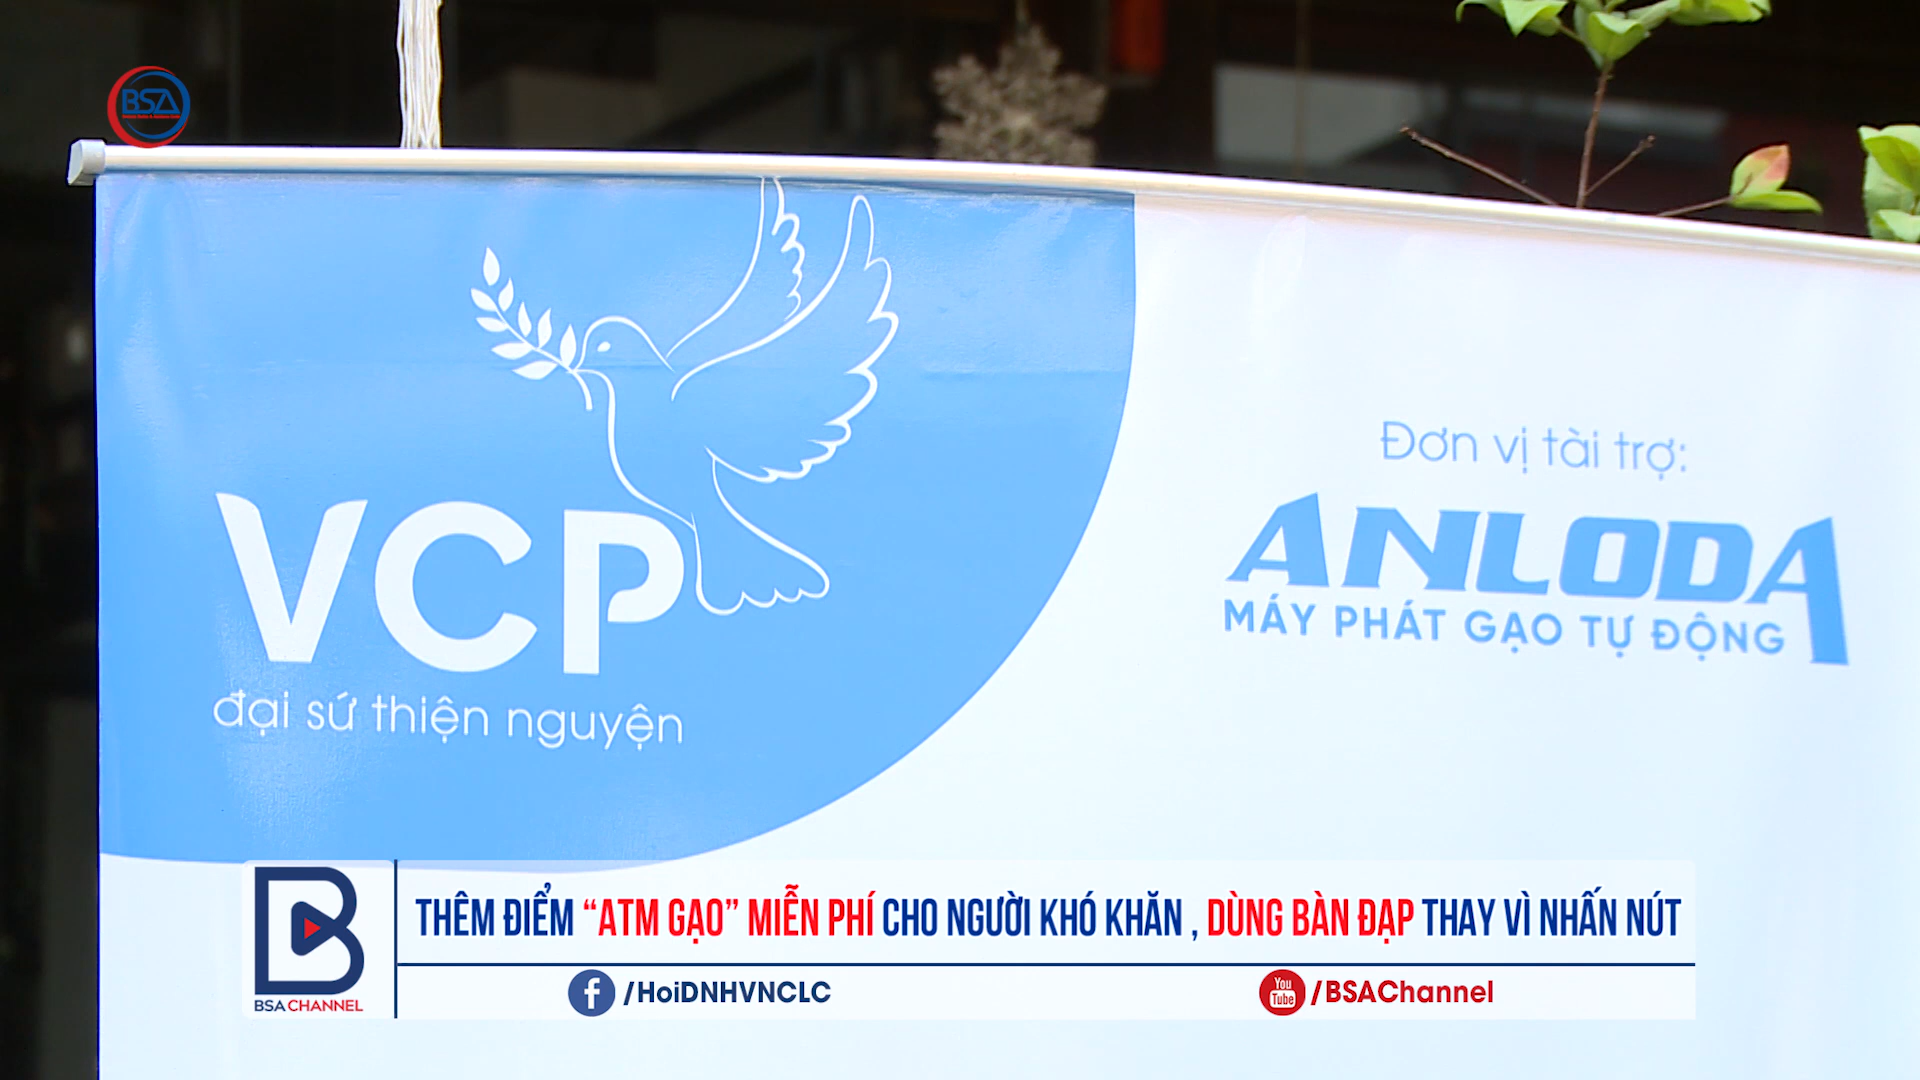 BSA
VCP
đại sứ thiện nguyện
Đơn vị tài trợ:
ANLODA
MÁY PHÁT GẠO TỰ ĐỘNG
THÊM ĐIỂM “ATM GẠO” MIỄN PHÍ CHO NGƯỜI KHÓ KHĂN , DÙNG BÀN ĐẠP THAY VÌ NHẤN NÚT
B
BSA CHANNEL
f /HoiDNHVNCLC
You Tube /BSAChannel